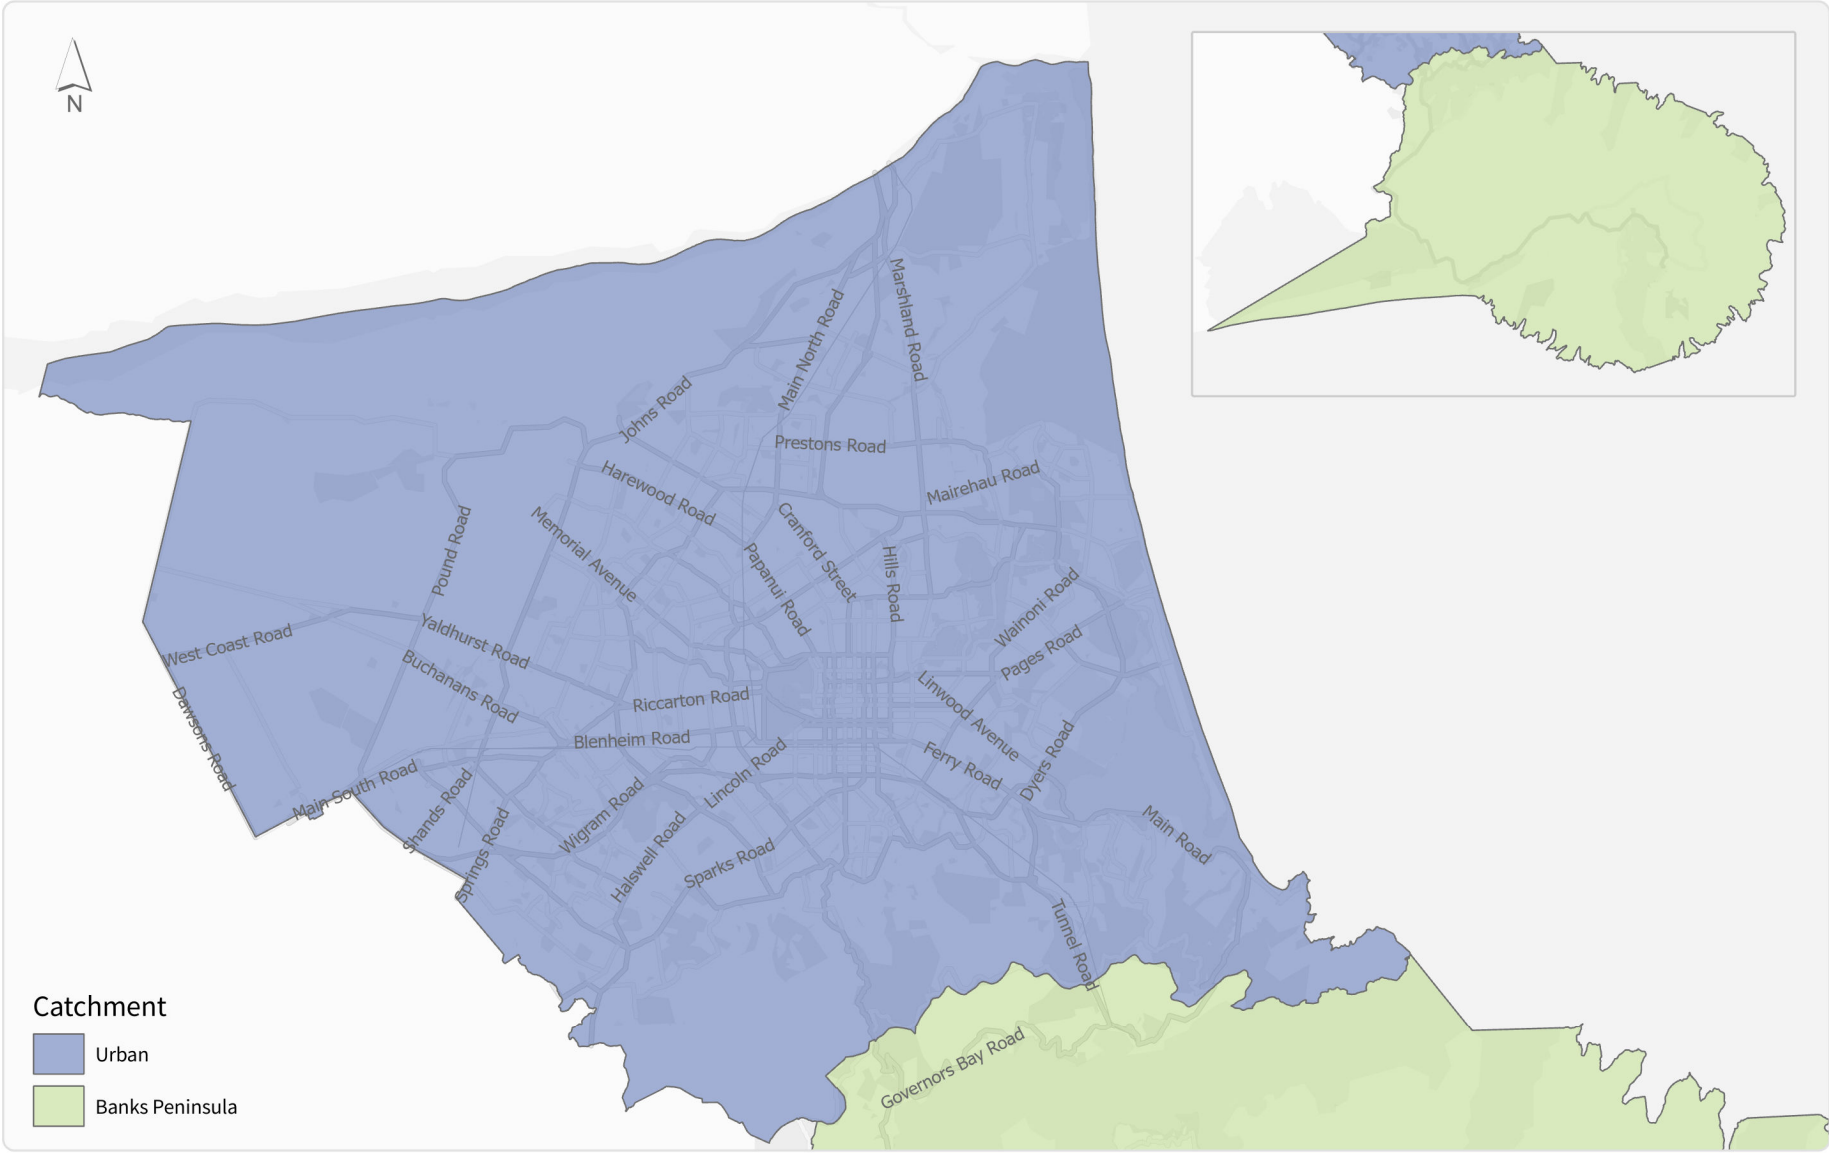 N
Marshland Road
Main North Road
Johns Road
Prestons Road
Harewood Road
Mairehau Road
Memorial Avenue
Cranford Street
Pound Road
Papanui Road
Hills Road
Wainoni Road
West Coast Road
Yaldhurst Road
Pages Road
Buchanans Road
Riccarton Road
Linwood Avenue
Dawsons Road
Blenheim Road
Ferry Road
Dyers Road
Main South Road
Lincoln Road
Shands Road
Wigram Road
Main Road
Springs Road
Halswell Road
Sparks Road
Tunnel Road
Governors Bay Road
Catchment
Urban
Banks Peninsula